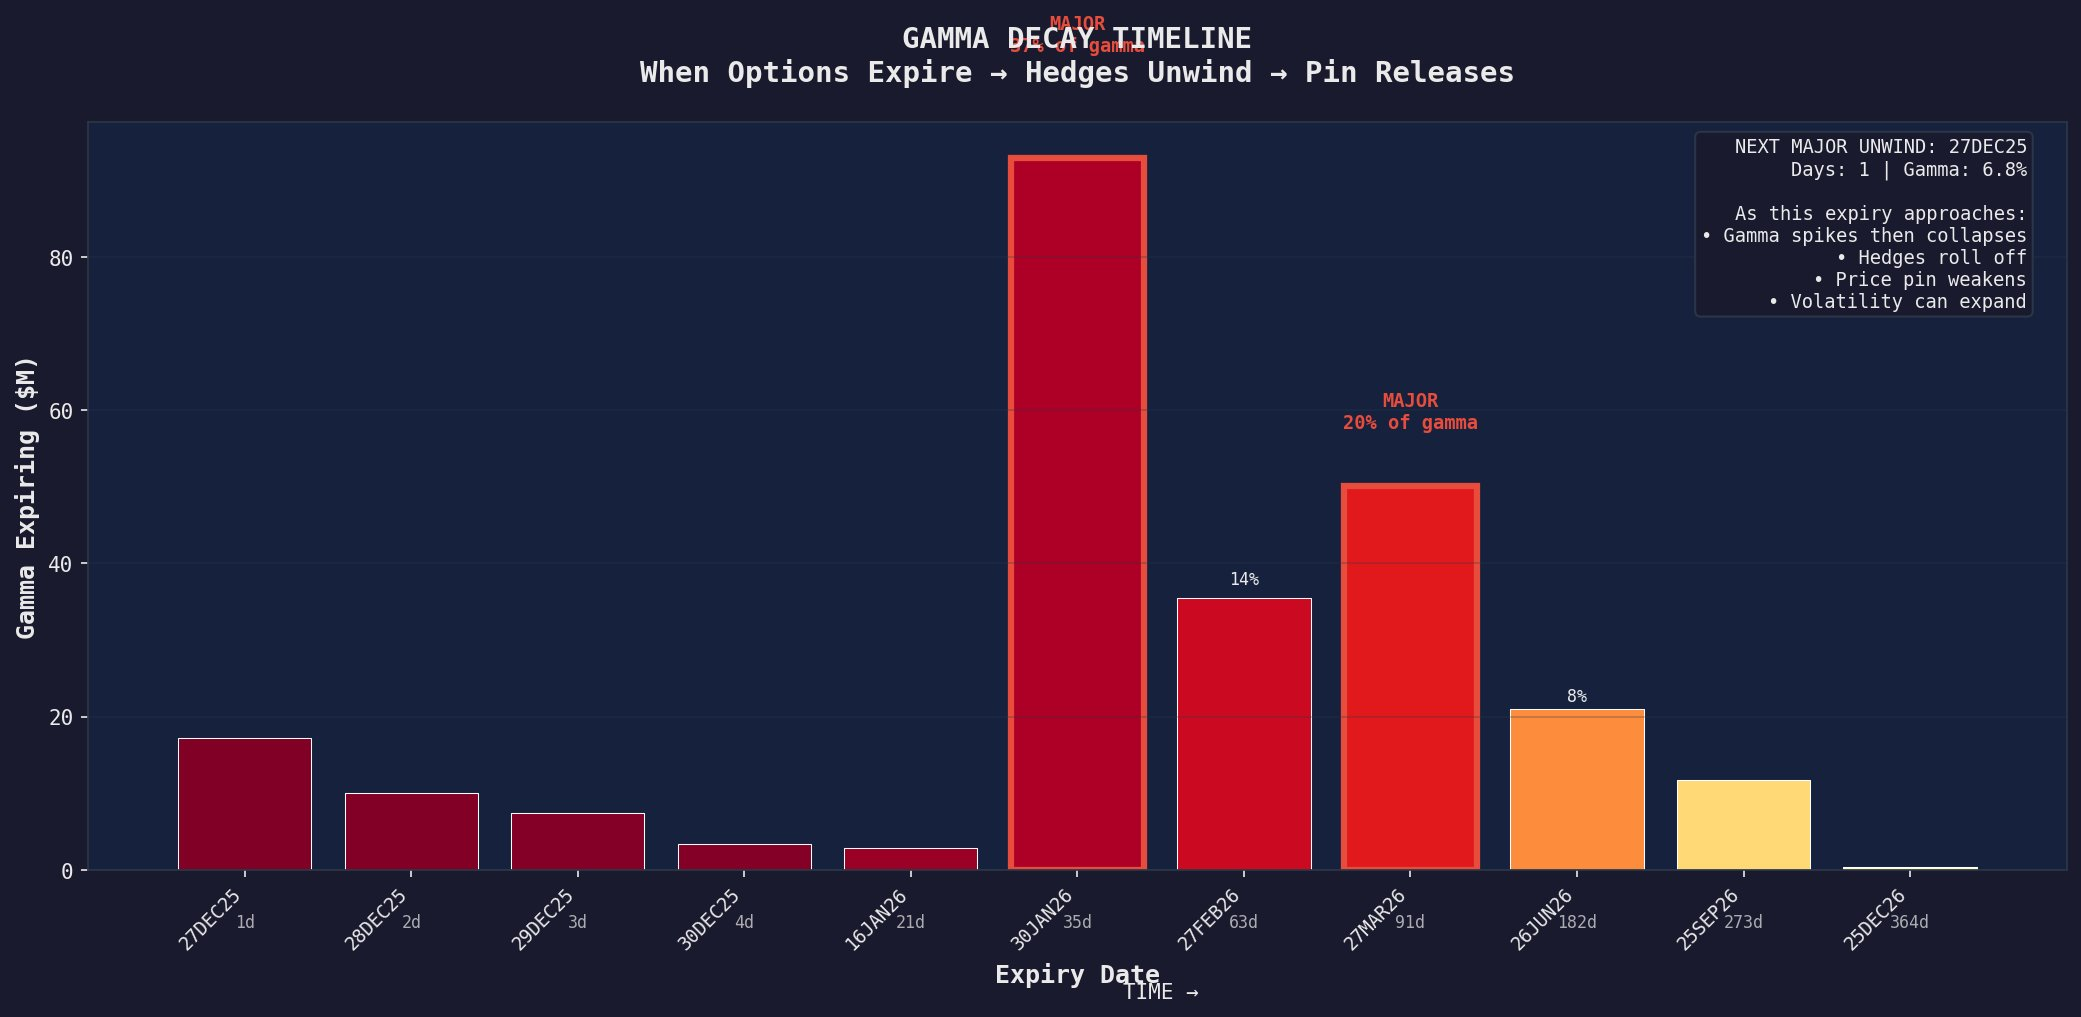 MAJOR
37% of gamma
GAMMA DECAY TIMELINE
When Options Expire → Hedges Unwind → Pin Releases
NEXT MAJOR UNWIND: 27DEC25
Days: 1 | Gamma: 6.8%
As this expiry approaches:
• Gamma spikes then collapses
• Hedges roll off
• Price pin weakens
• Volatility can expand
MAJOR
20% of gamma
14%
8%
Gamma Expiring ($M)
80
60
40
20
0
27DEC25
1d
28DEC25
2d
29DEC25
3d
30DEC25
4d
16JAN26
21d
30JAN26
35d
27FEB26
63d
27MAR26
91d
26JUN26
182d
25SEP26
273d
25DEC26
364d
Expiry Date
TIME →